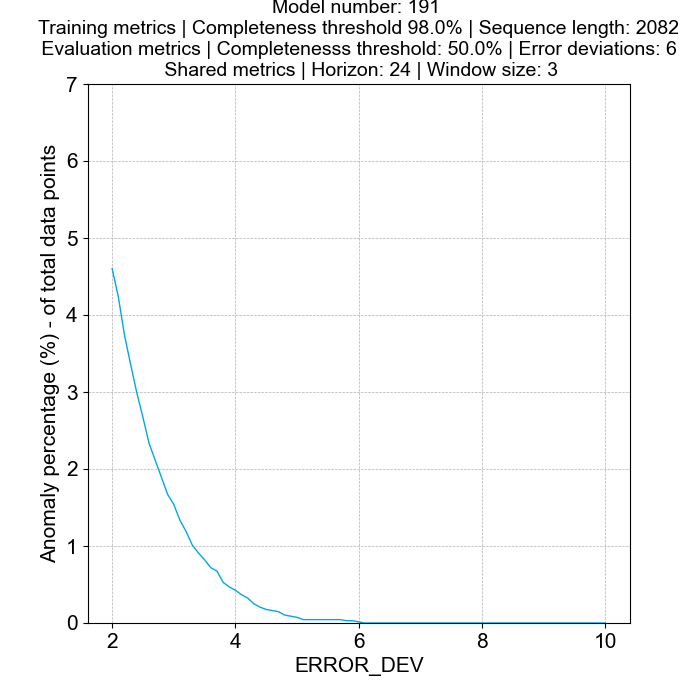 Model number: 191
Training metrics | Completeness threshold 98.0% | Sequence length: 2082
Evaluation metrics | Completenesss threshold: 50.0% | Error deviations: 6
Shared metrics | Horizon: 24 | Window size: 3
Anomaly percentage (%) - of total data points
7
6
5
4
3
2
1
0
2 4 6 8 10
ERROR_DEV